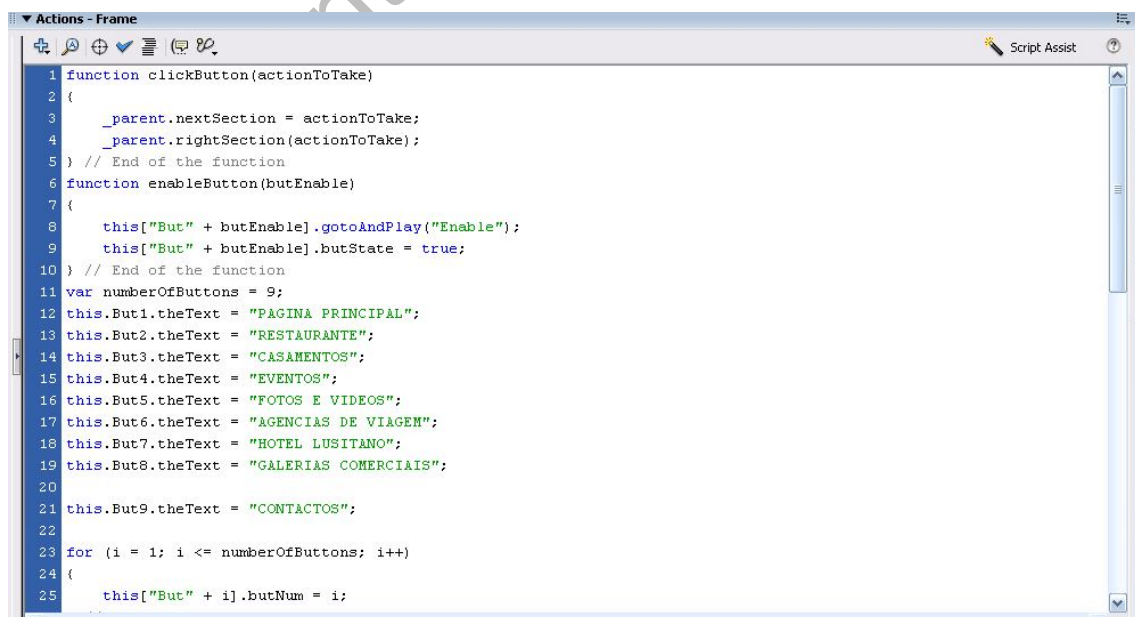 Actions - Frame
Script Assist
1 function clickButton(actionToTake)
2 {
3 _parent.nextSection = actionToTake;
4 _parent.rightSection(actionToTake);
5 } // End of the function
6 function enableButton(butEnable)
7 {
8 this["But" + butEnable].gotoAndPlay("Enable");
9 this["But" + butEnable].butState = true;
10 } // End of the function
11 var numberOfButtons = 9;
12 this.But1.theText = "PAGINA PRINCIPAL";
13 this.But2.theText = "RESTAURANTE";
14 this.But3.theText = "CASAMENTOS";
15 this.But4.theText = "EVENTOS";
16 this.But5.theText = "FOTOS E VIDEOS";
17 this.But6.theText = "AGENCIAS DE VIAGEM";
18 this.But7.theText = "HOTEL LUSITANO";
19 this.But8.theText = "GALERIAS COMERCIAIS";
20
21 this.But9.theText = "CONTACTOS";
22
23 for (i = 1; i <= numberOfButtons; i++)
24 {
25 this["But" + i].butNum = i;